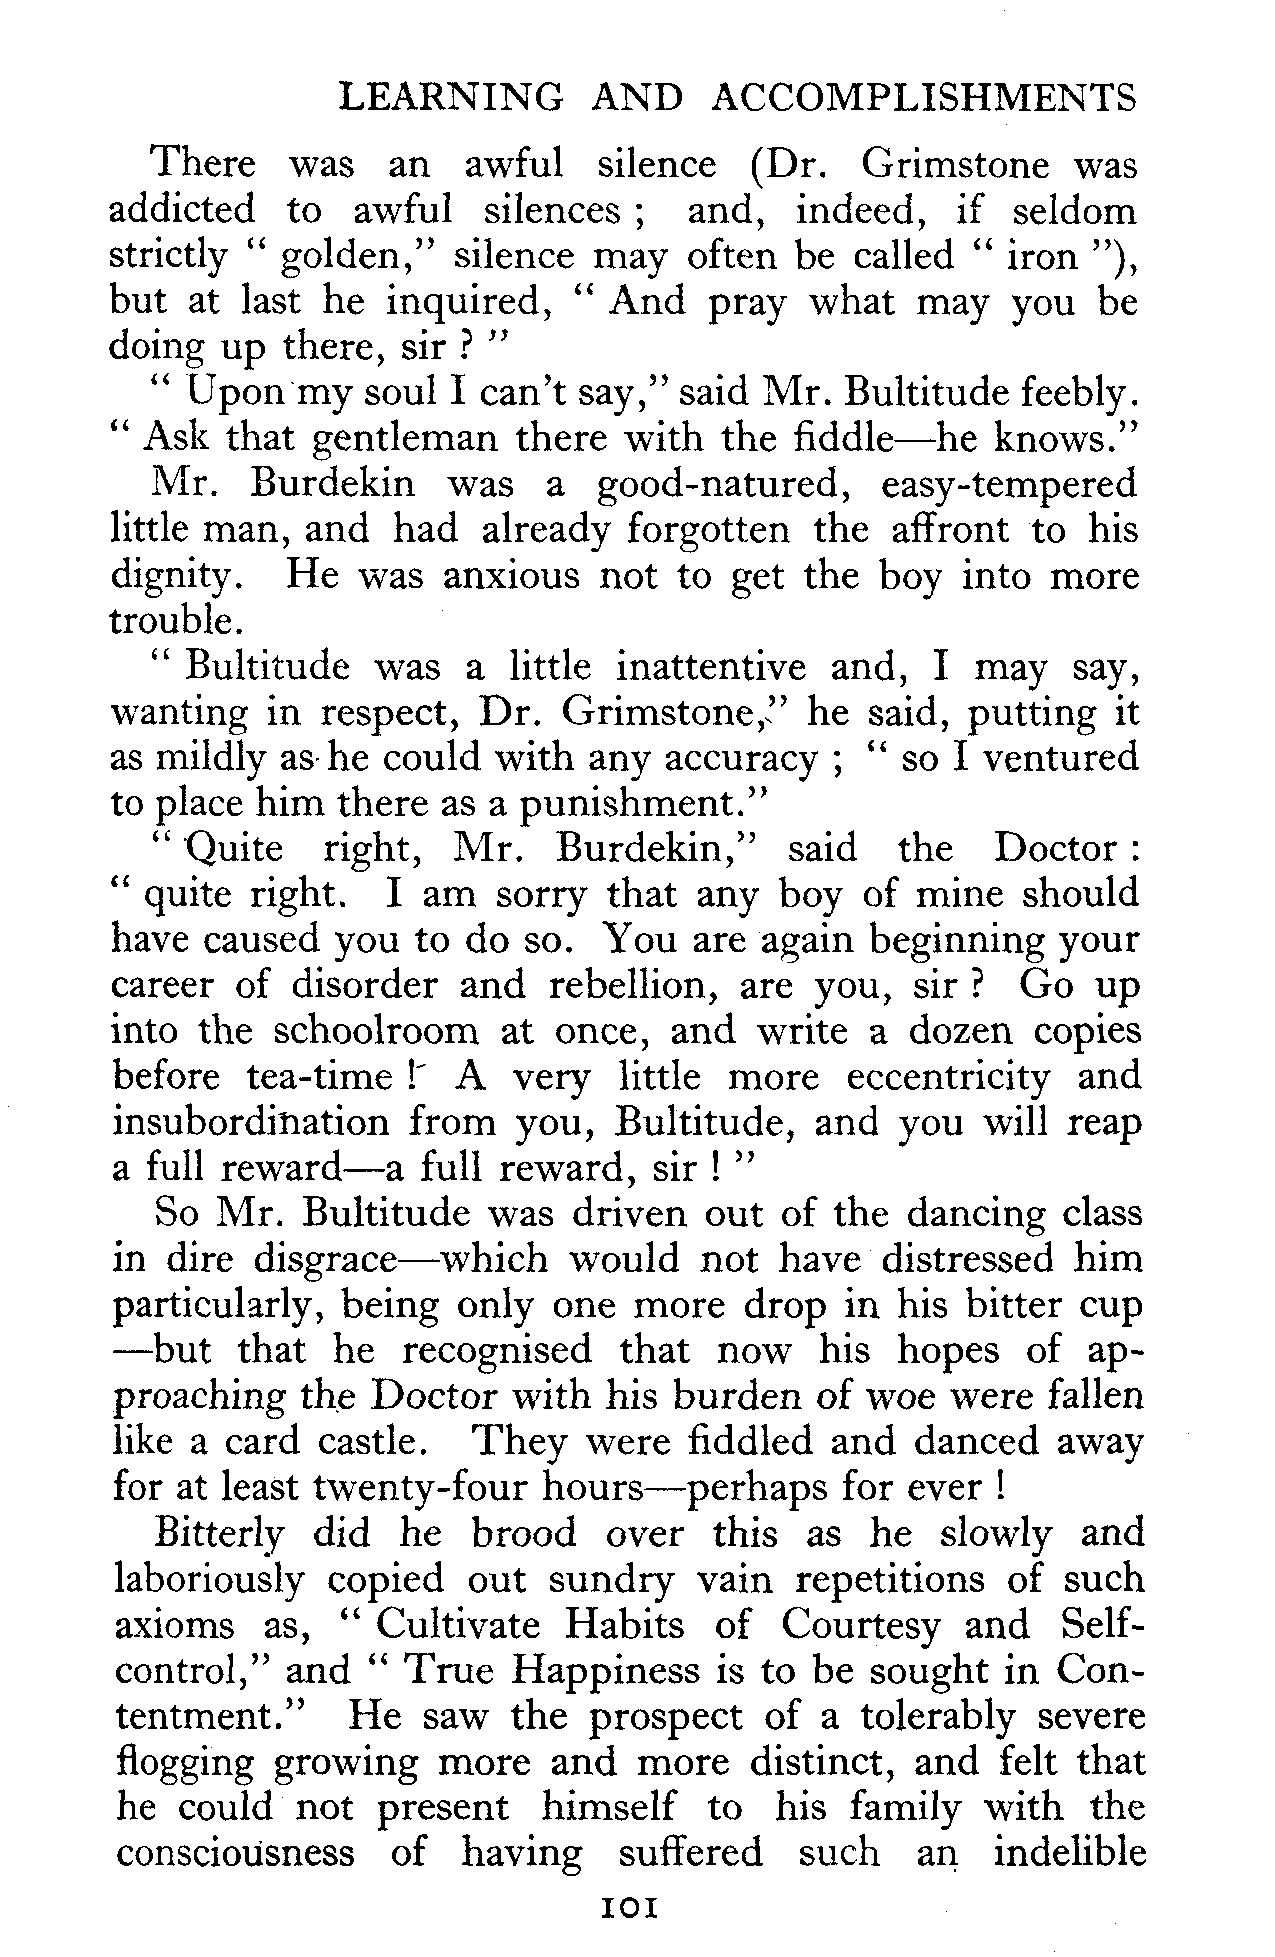 LEARNING AND ACCOMPLISHMENTS
There was an awful silence (Dr. Grimstone was
addicted to awful silences ; and, indeed, if seldom
strictly “ golden,” silence may often be called “ iron ”),
but at last he inquired, “ And pray what may you be
doing up there, sir ? ”
“ Upon my soul I can't say,” said Mr. Bultitude feebly.
“ Ask that gentleman there with the fiddle—he knows.”
Mr. Burdekin was a good-natured, easy-tempered
little man, and had already forgotten the affront to his
dignity. He was anxious not to get the boy into more
trouble.
“ Bultitude was a little inattentive and, I may say,
wanting in respect, Dr. Grimstone,” he said, putting it
as mildly as he could with any accuracy ; “ so I ventured
to place him there as a punishment.”
“ Quite right, Mr. Burdekin,” said the Doctor :
“ quite right. I am sorry that any boy of mine should
have caused you to do so. You are again beginning your
career of disorder and rebellion, are you, sir ? Go up
into the schoolroom at once, and write a dozen copies
before tea-time ! A very little more eccentricity and
insubordination from you, Bultitude, and you will reap
a full reward—a full reward, sir ! ”
So Mr. Bultitude was driven out of the dancing class
in dire disgrace—which would not have distressed him
particularly, being only one more drop in his bitter cup
—but that he recognised that now his hopes of ap-
proaching the Doctor with his burden of woe were fallen
like a card castle. They were fiddled and danced away
for at least twenty-four hours—perhaps for ever !
Bitterly did he brood over this as he slowly and
laboriously copied out sundry vain repetitions of such
axioms as, “ Cultivate Habits of Courtesy and Self-
control,” and “ True Happiness is to be sought in Con-
tentment.” He saw the prospect of a tolerably severe
flogging growing more and more distinct, and felt that
he could not present himself to his family with the
consciousness of having suffered such an indelible
101